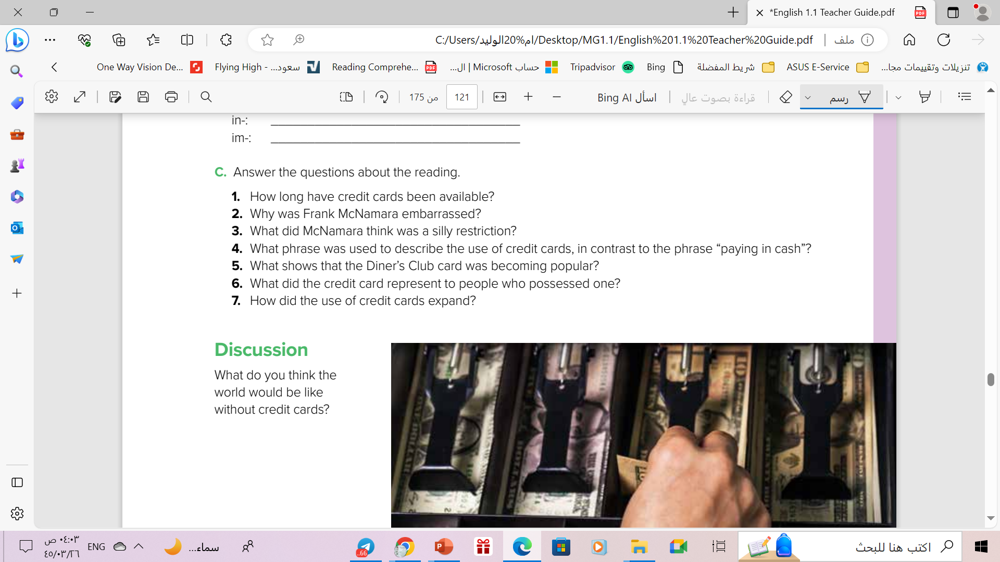 *English 1.1 Teacher Guide.pdf
C:/Users/ام%20الوليد/Desktop/MG1.1/English%201.1%20Teacher%20Guide.pdf
ملف
One Way Vision De...
Flying High - سعود...
Reading Comprehe...
حساب Microsoft | ال...
Tripadvisor
Bing
شريط المفضلة
ASUS E-Service
تنزيلات وتقييمات مجا...
من 175
121
اسأل Bing AI
قراءة بصوت عالٍ
رسم
in-: ____________________
im-: ____________________
C. Answer the questions about the reading.
1. How long have credit cards been available?
2. Why was Frank McNamara embarrassed?
3. What did McNamara think was a silly restriction?
4. What phrase was used to describe the use of credit cards, in contrast to the phrase “paying in cash”?
5. What shows that the Diner’s Club card was becoming popular?
6. What did the credit card represent to people who possessed one?
7. How did the use of credit cards expand?
Discussion
What do you think the
world would be like
without credit cards?
٠٤:٠٣ ص
٤٥/٠٣/٢٦
ENG
سماء...
اكتب هنا للبحث